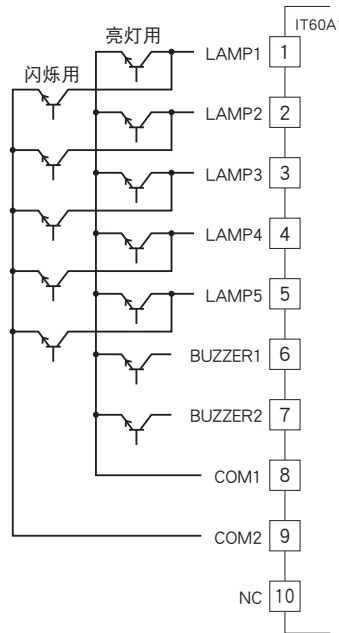 IT60A
亮灯用
LAMP1 1
闪烁用
LAMP2 2
LAMP3 3
LAMP4 4
LAMP5 5
BUZZER1 6
BUZZER2 7
COM1 8
COM2 9
NC 10